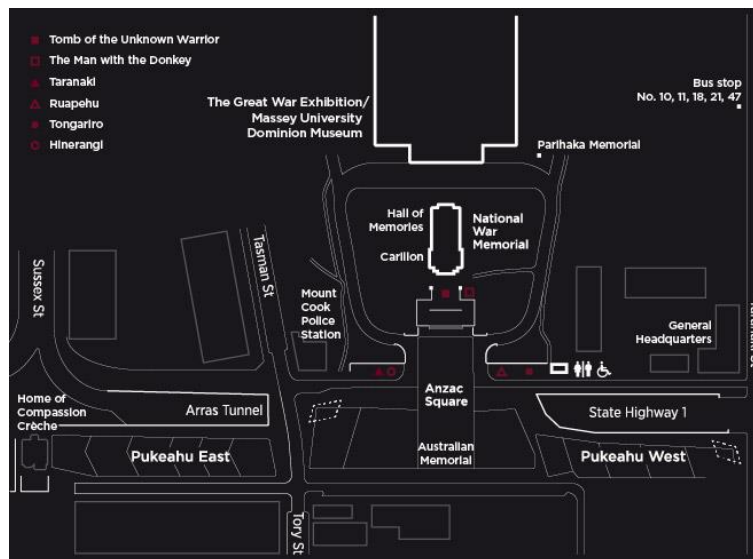 Tomb of the Unknown Warrior
The Man with the Donkey
Taranaki
Ruapehu
Tongariro
Hinerangi
The Great War Exhibition/
Massey University
Dominion Museum
Bus stop
No. 10, 11, 18, 21, 47
Parihaka Memorial
Hall of
Memories
Carillon
National
War
Memorial
Sussex St
Tasman St
Mount
Cook
Police
Station
General
Headquarters
Home of
Compassion
Crèche
Arras Tunnel
Anzac
Square
State Highway 1
Pukeahu East
Australian
Memorial
Pukeahu West
Tory St